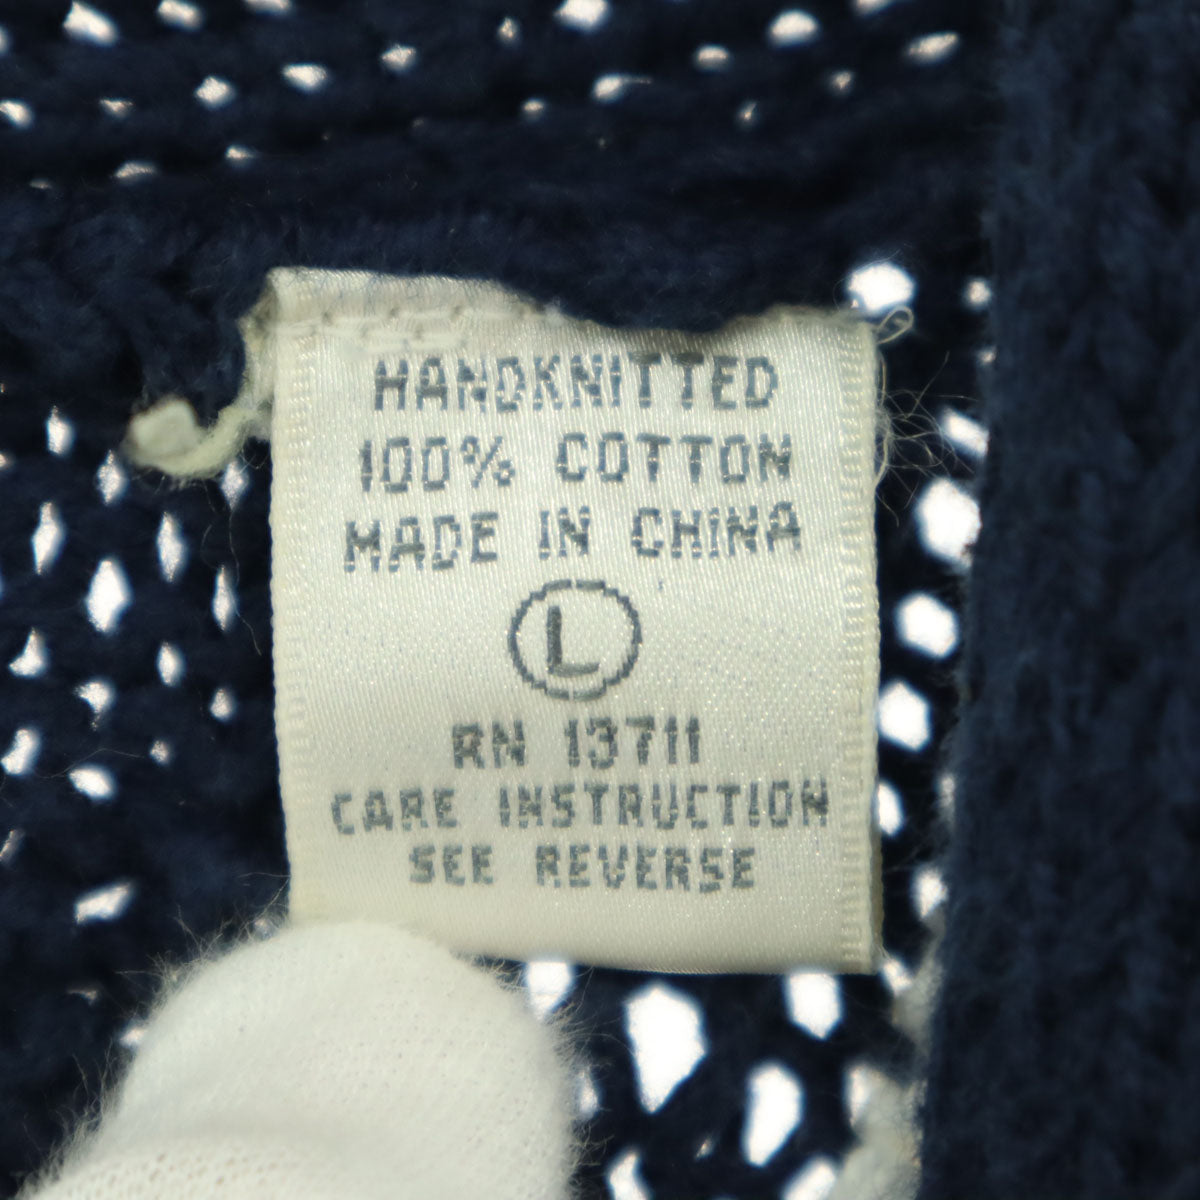 HANDKNITTED
100% COTTON
MADE IN CHINA
L
RN 13711
CARE INSTRUCTION
SEE REVERSE